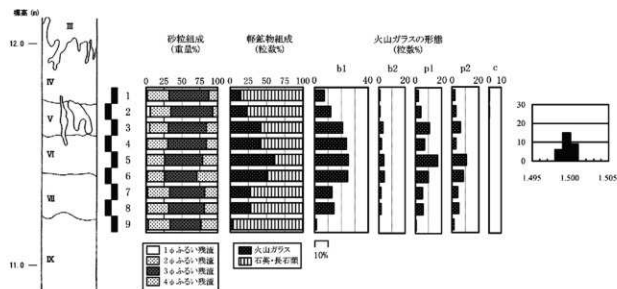 標高 (m)
砂粒組成
(重量%)
軽鉱物組成
(粒数%)
火山ガラスの形態
(粒数%)
b1 b2 p1 p2 c
0 25 50 75 100 0 25 50 75 100 0 40 0 20 0 20 0 20 0 10
12.0
III
IV
V
VI
VII
IX
11.0
1
2
3
4
5
6
7
8
9
30
20
10
0
1.495 1.500 1.505
1φふるい残渣
2φふるい残渣
3φふるい残渣
4φふるい残渣
火山ガラス
石英・長石類
10%